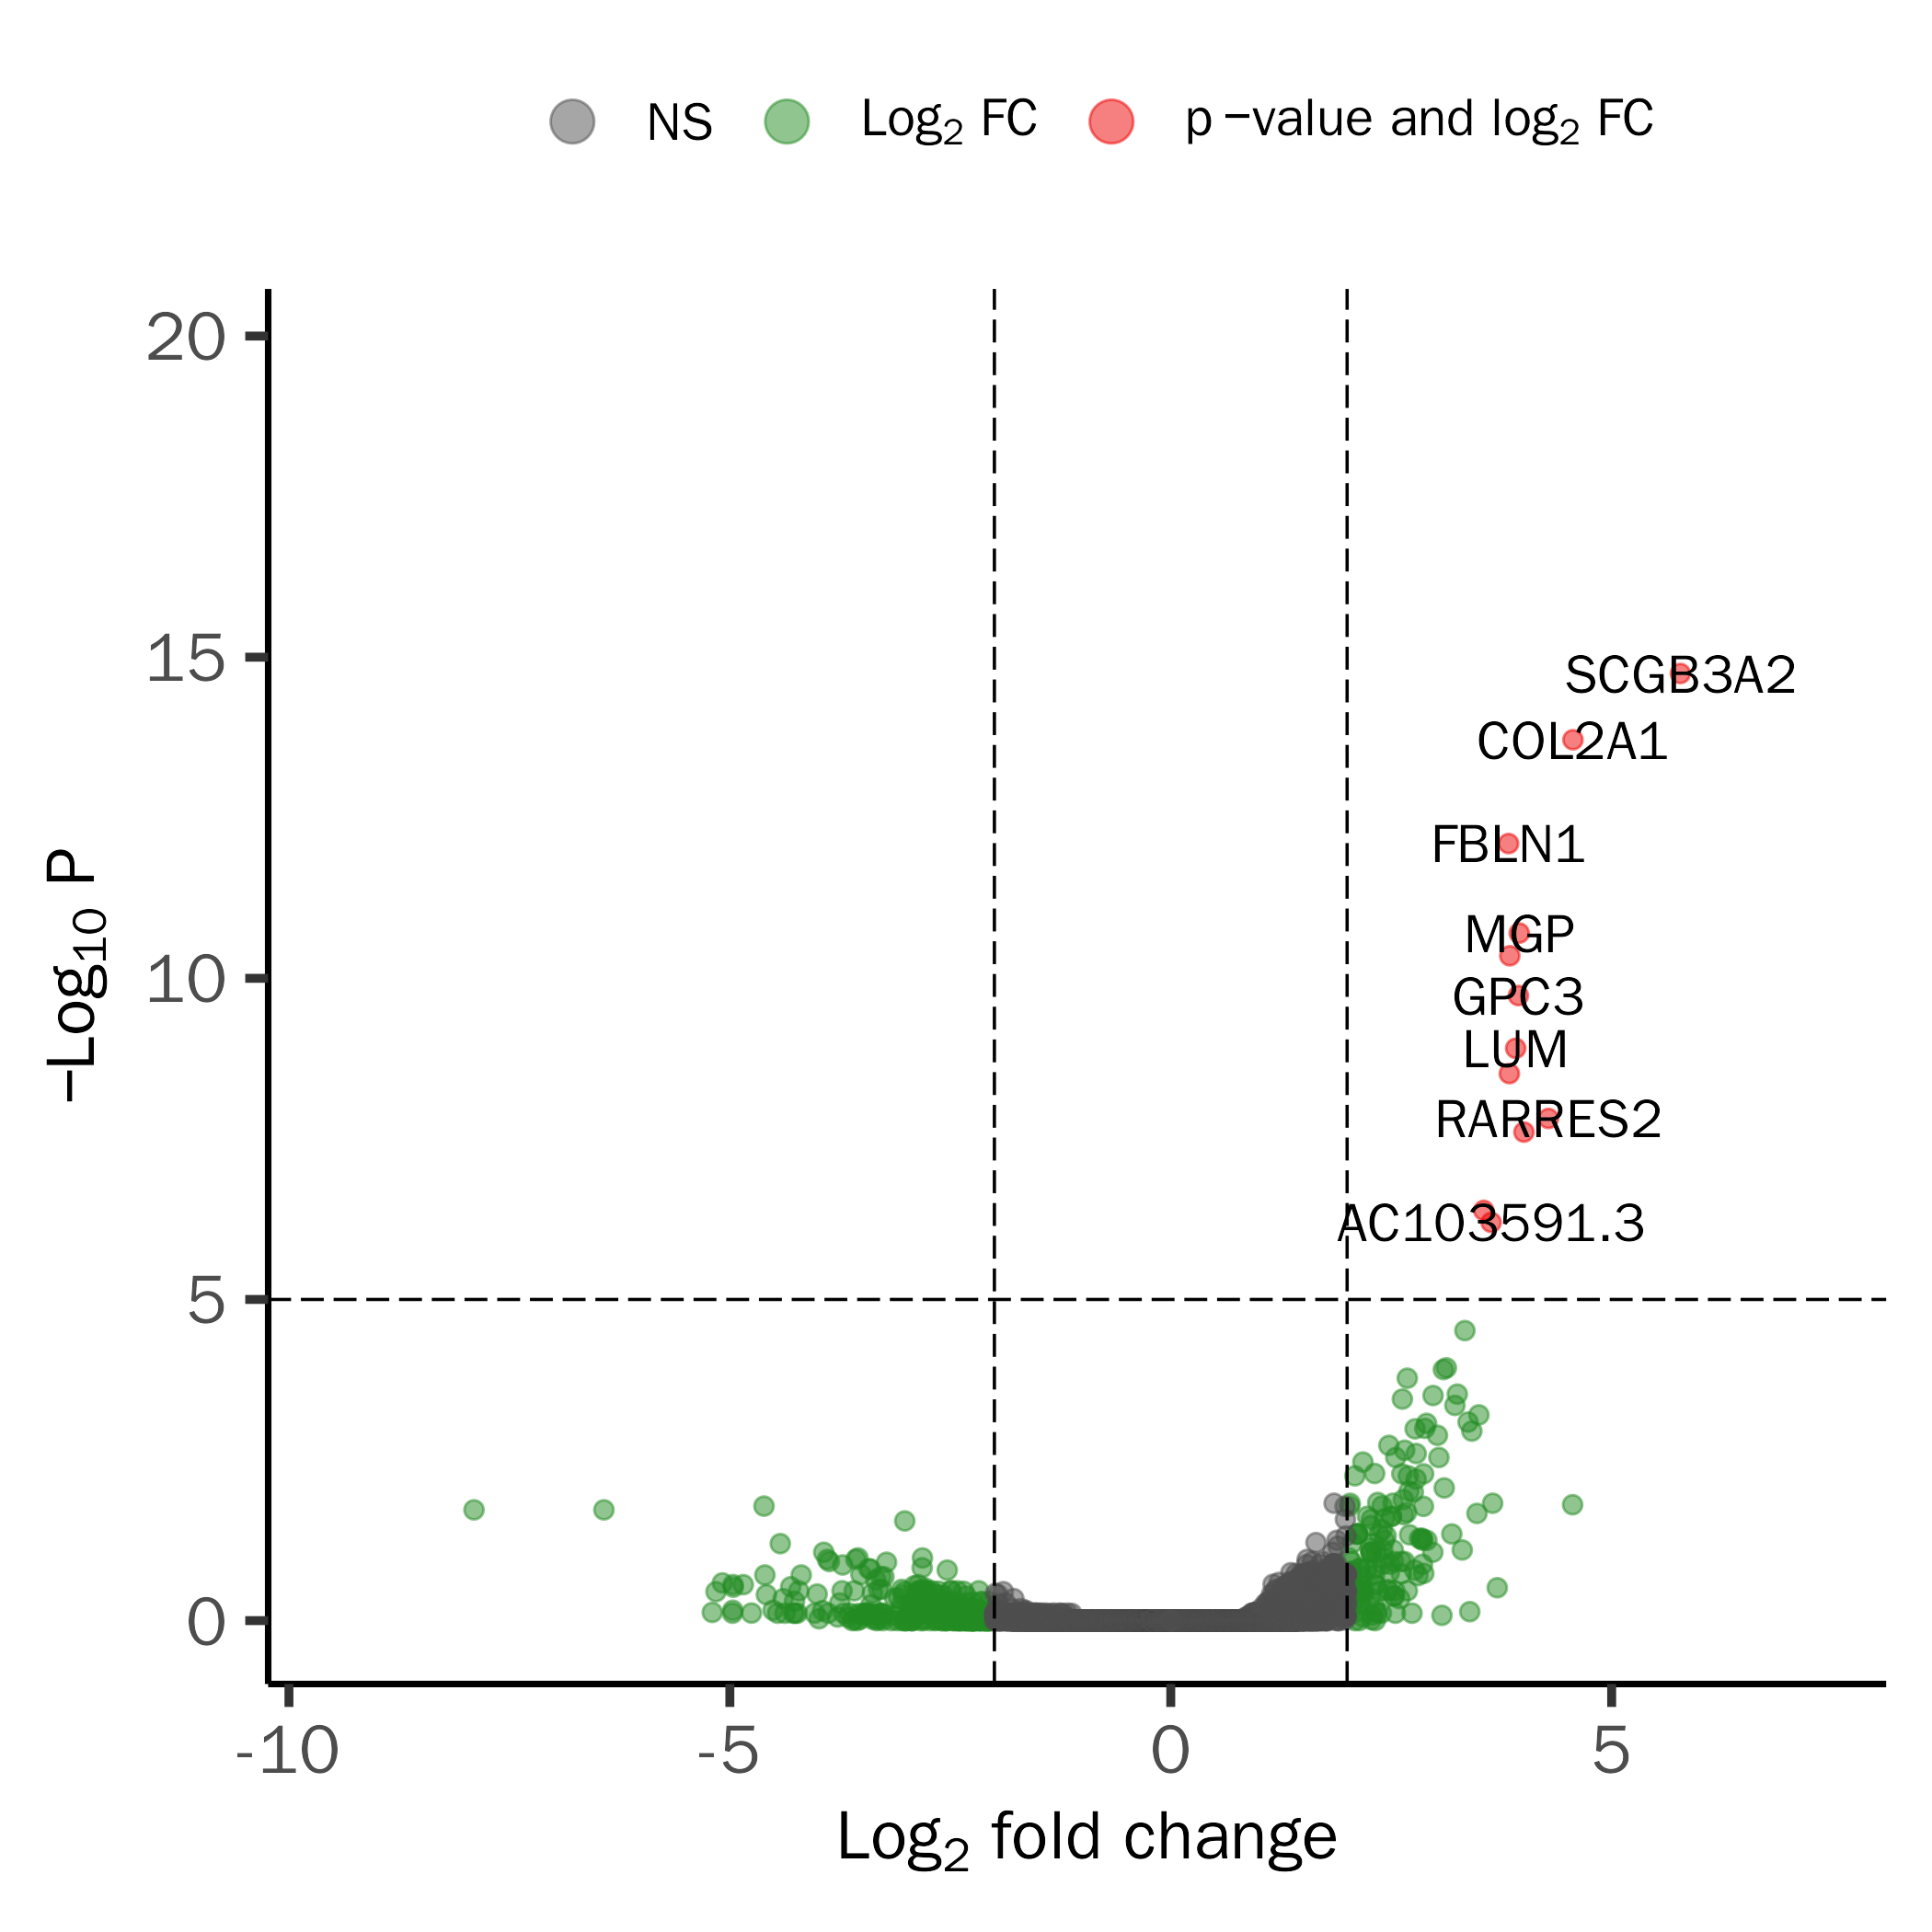 NS Log2 FC p −value and log2 FC
20
15
10
5
0
−Log10 P
SCGB3A2
COL2A1
FBLN1
MGP
GPC3
LUM
RARRES2
AC103591.3
-10 -5 0 5
Log2 fold change